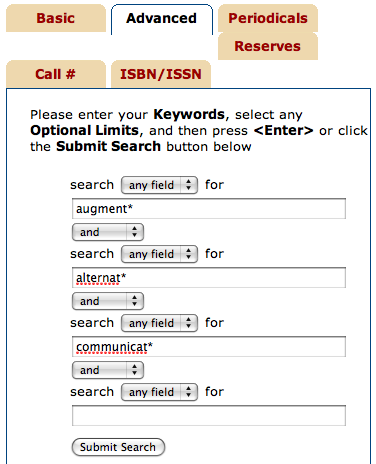 Basic
Advanced
Periodicals
Reserves
Call #
ISBN/ISSN
Please enter your Keywords, select any
Optional Limits, and then press <Enter> or click
the Submit Search button below
search any field for
augment*
and
search any field for
alternat*
and
search any field for
communicat*
and
search any field for
Submit Search